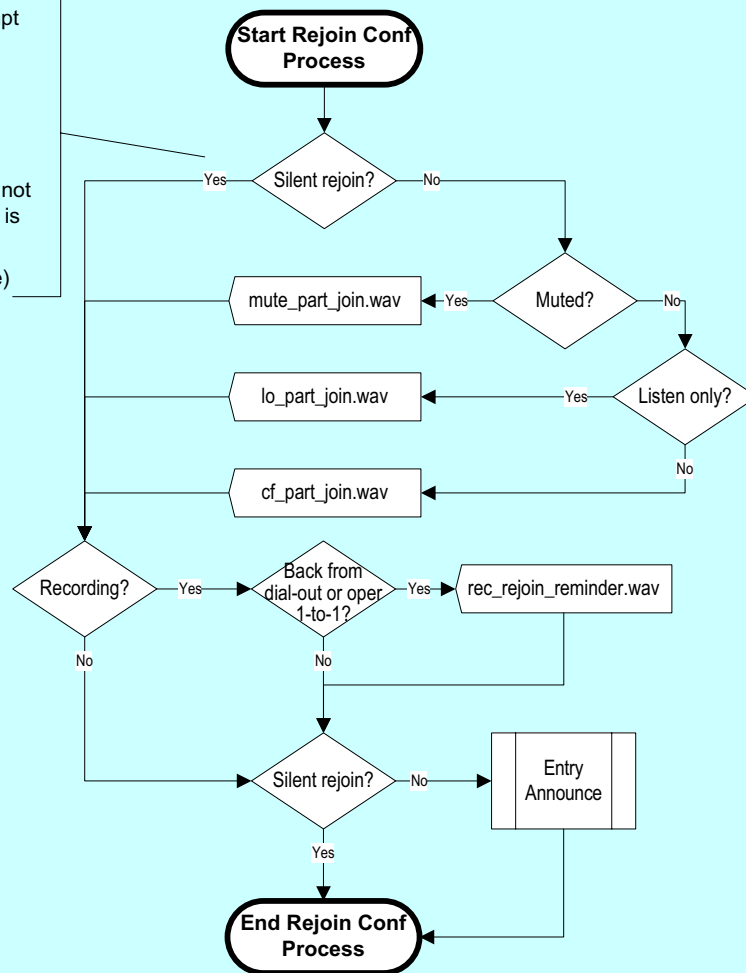 pt
not
is
e)
Start Rejoin Conf
Process
Silent rejoin?
Yes
No
Muted?
Yes
No
mute_part_join.wav
Listen only?
Yes
No
lo_part_join.wav
cf_part_join.wav
Recording?
Yes
No
Back from
dial-out or oper
1-to-1?
Yes
No
rec_rejoin_reminder.wav
Silent rejoin?
No
Yes
Entry
Announce
End Rejoin Conf
Process